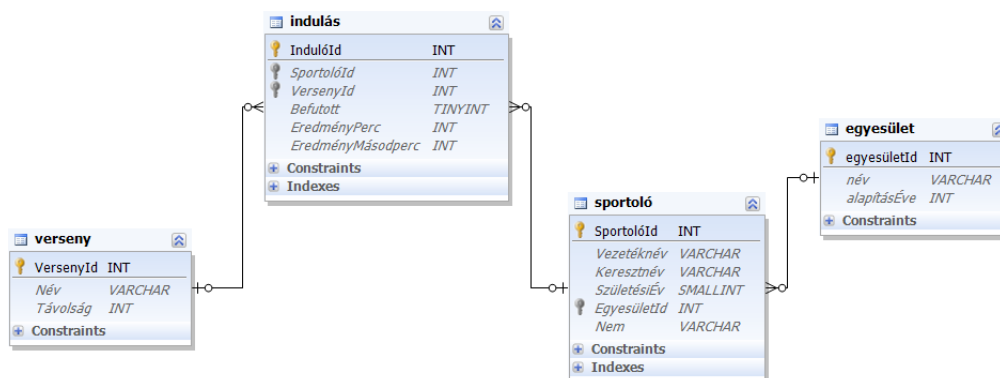 indulás
IndulóId INT
SportolóId INT
VersenyId INT
Befutott TINYINT
EredményPerc INT
EredményMásodperc INT
Constraints
Indexes
egyesület
egyesületId INT
név VARCHAR
alapításÉve INT
Constraints
sportoló
SportolóId INT
Vezetéknév VARCHAR
Keresztnév VARCHAR
SzületésiÉv SMALLINT
EgyesületId INT
Nem VARCHAR
Constraints
Indexes
verseny
VersenyId INT
Név VARCHAR
Távolság INT
Constraints